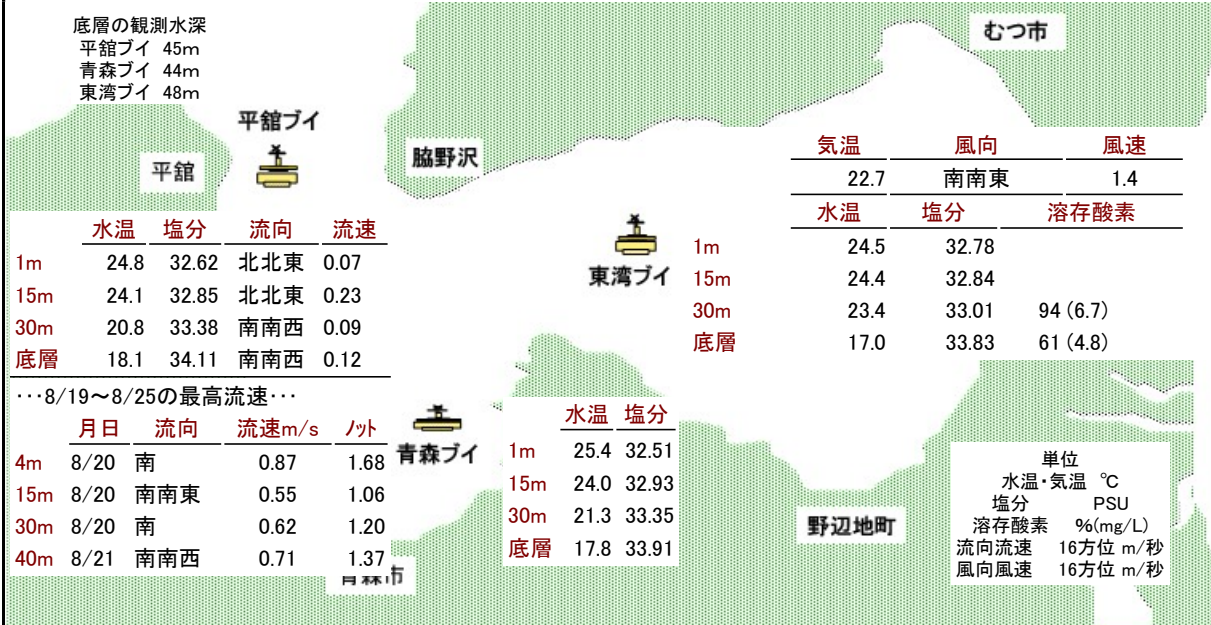 底層の観測水深
平舘ブイ 45m
青森ブイ 44m
東湾ブイ 48m
むつ市
平舘ブイ
脇野沢
平舘
気温 風向 風速
22.7 南南東 1.4
水温 塩分 溶存酸素
1m 24.5 32.78
15m 24.4 32.84
30m 23.4 33.01 94 (6.7)
底層 17.0 33.83 61 (4.8)
東湾ブイ
水温 塩分 流向 流速
1m 24.8 32.62 北北東 0.07
15m 24.1 32.85 北北東 0.23
30m 20.8 33.38 南南西 0.09
底層 18.1 34.11 南南西 0.12
･･･8/19～8/25の最高流速･･･
月日 流向 流速m/s ﾉｯﾄ
4m 8/20 南 0.87 1.68
15m 8/20 南南東 0.55 1.06
30m 8/20 南 0.62 1.20
40m 8/21 南南西 0.71 1.37
青森ブイ
水温 塩分
1m 25.4 32.51
15m 24.0 32.93
30m 21.3 33.35
底層 17.8 33.91
野辺地町
青森市
単位
水温･気温 ℃
塩分 PSU
溶存酸素 %(mg/L)
流向流速 16方位 m/秒
風向風速 16方位 m/秒